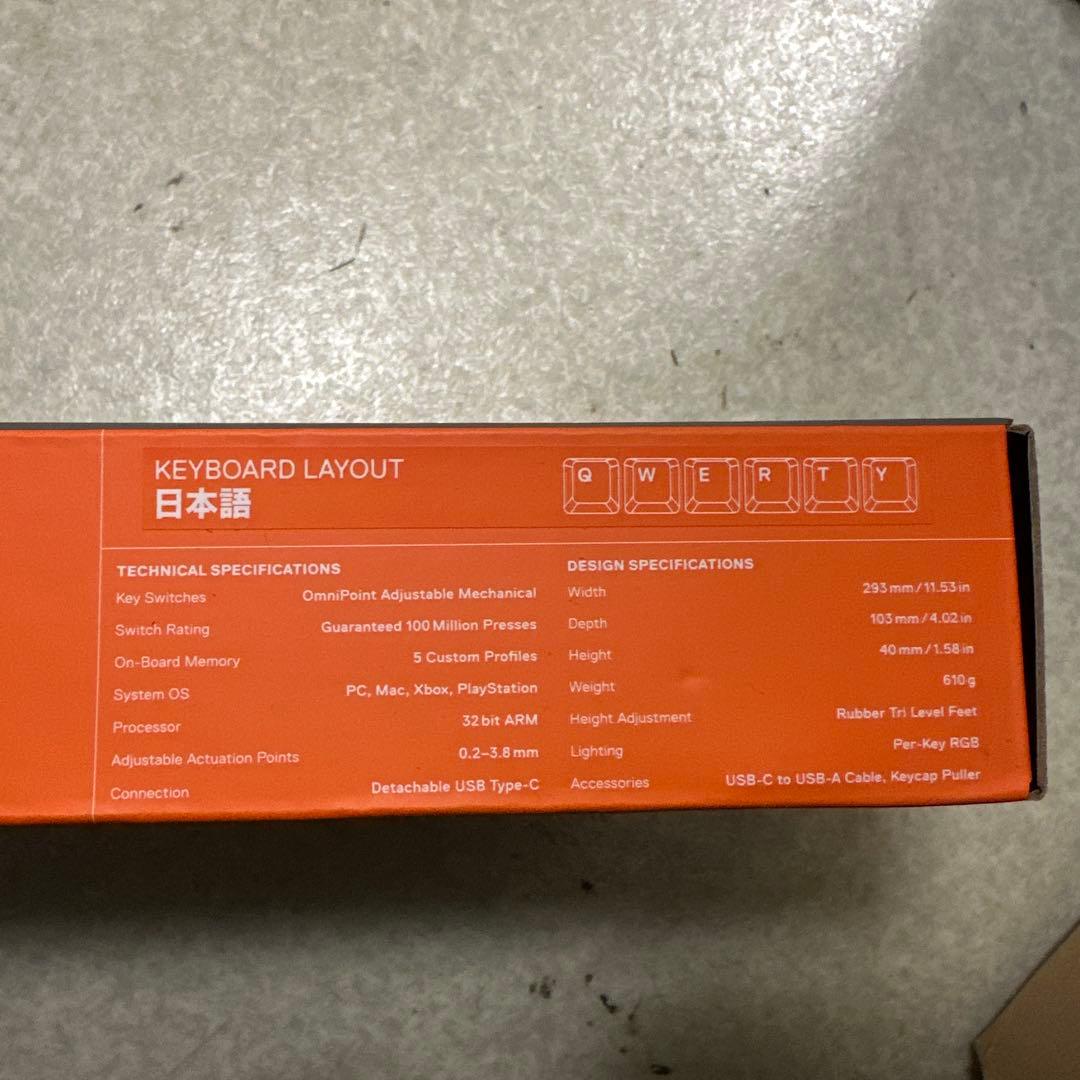 KEYBOARD LAYOUT
日本語
Q W E R T Y
TECHNICAL SPECIFICATIONS
Key Switches OmniPoint Adjustable Mechanical
Switch Rating Guaranteed 100 Million Presses
On-Board Memory 5 Custom Profiles
System OS PC, Mac, Xbox, PlayStation
Processor 32 bit ARM
Adjustable Actuation Points 0.2–3.8 mm
Connection Detachable USB Type-C
DESIGN SPECIFICATIONS
Width 293 mm / 11.53 in
Depth 103 mm / 4.02 in
Height 40 mm / 1.58 in
Weight 610 g
Height Adjustment Rubber Tri Level Feet
Lighting Per-Key RGB
Accessories USB-C to USB-A Cable, Keycap Puller